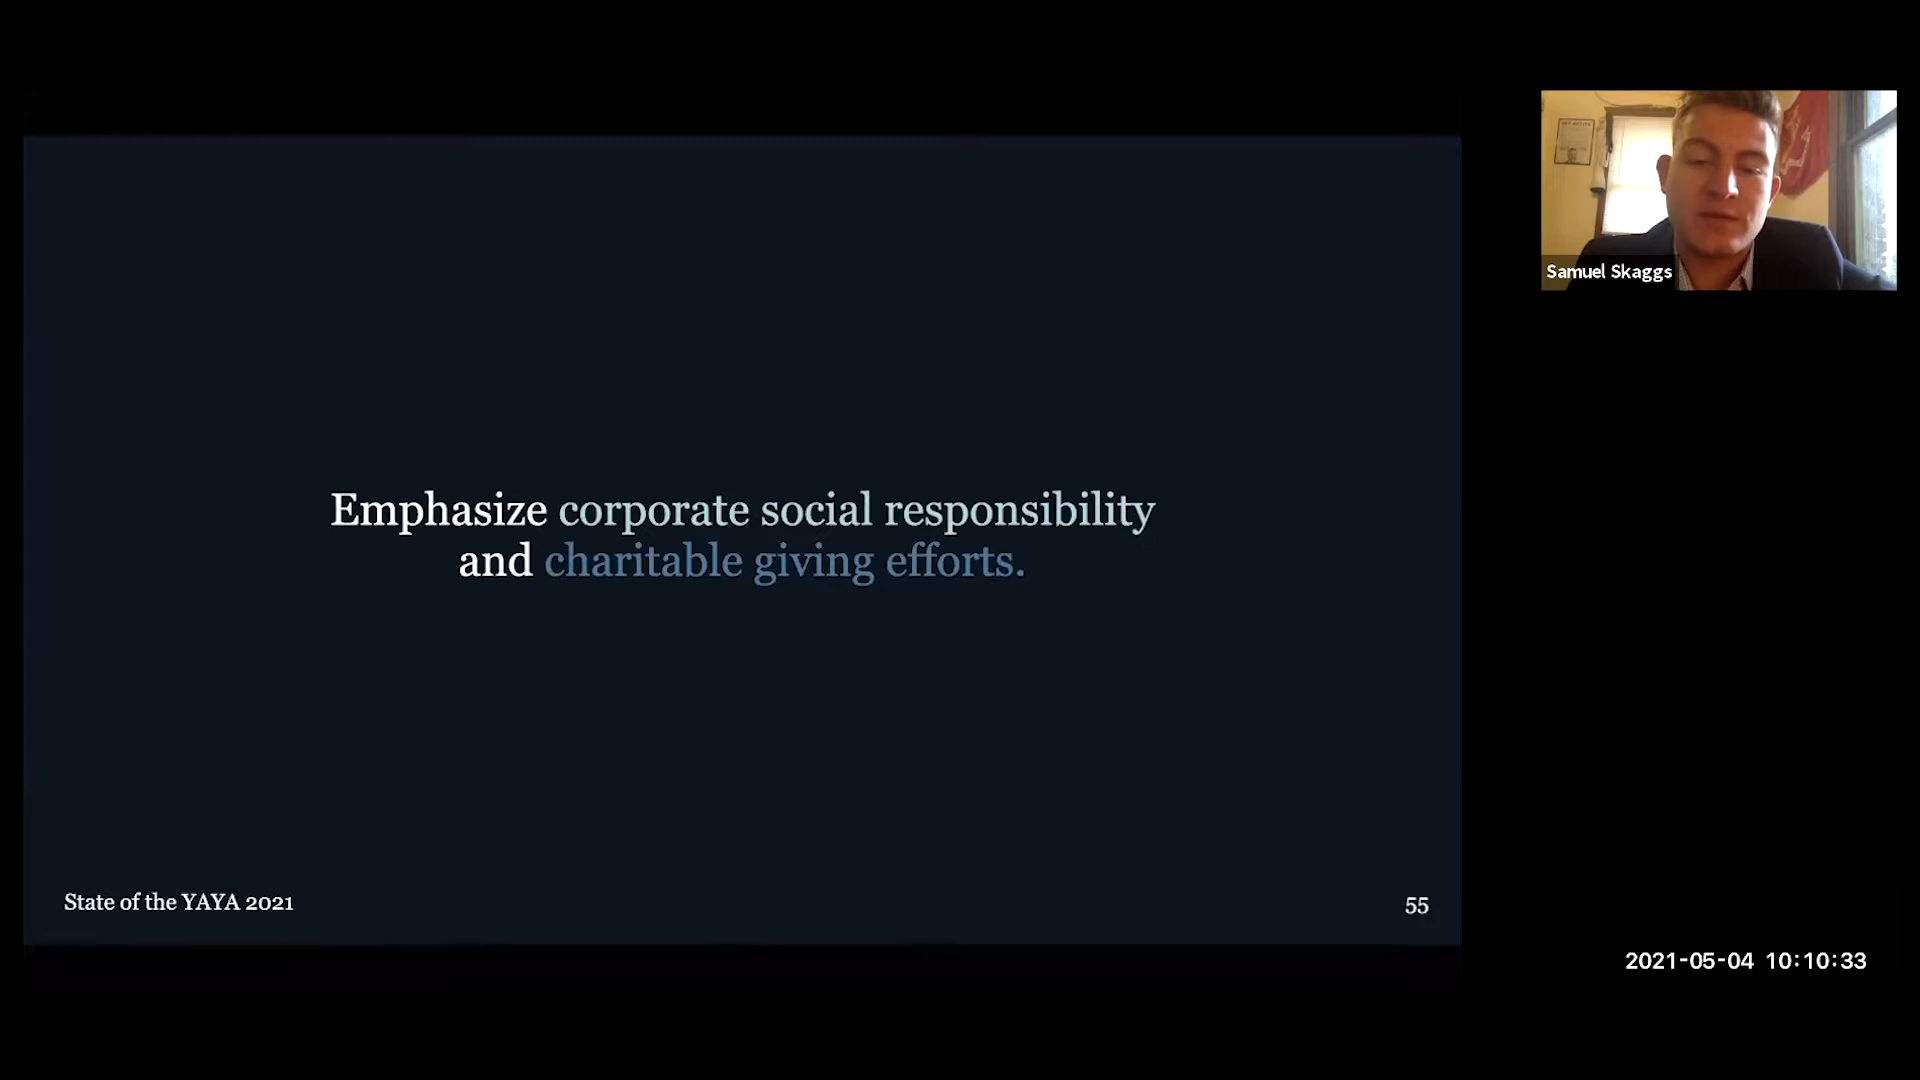 Emphasize corporate social responsibility
and charitable giving efforts.
State of the YAYA 2021
55
Samuel Skaggs
2021-05-04 10:10:33